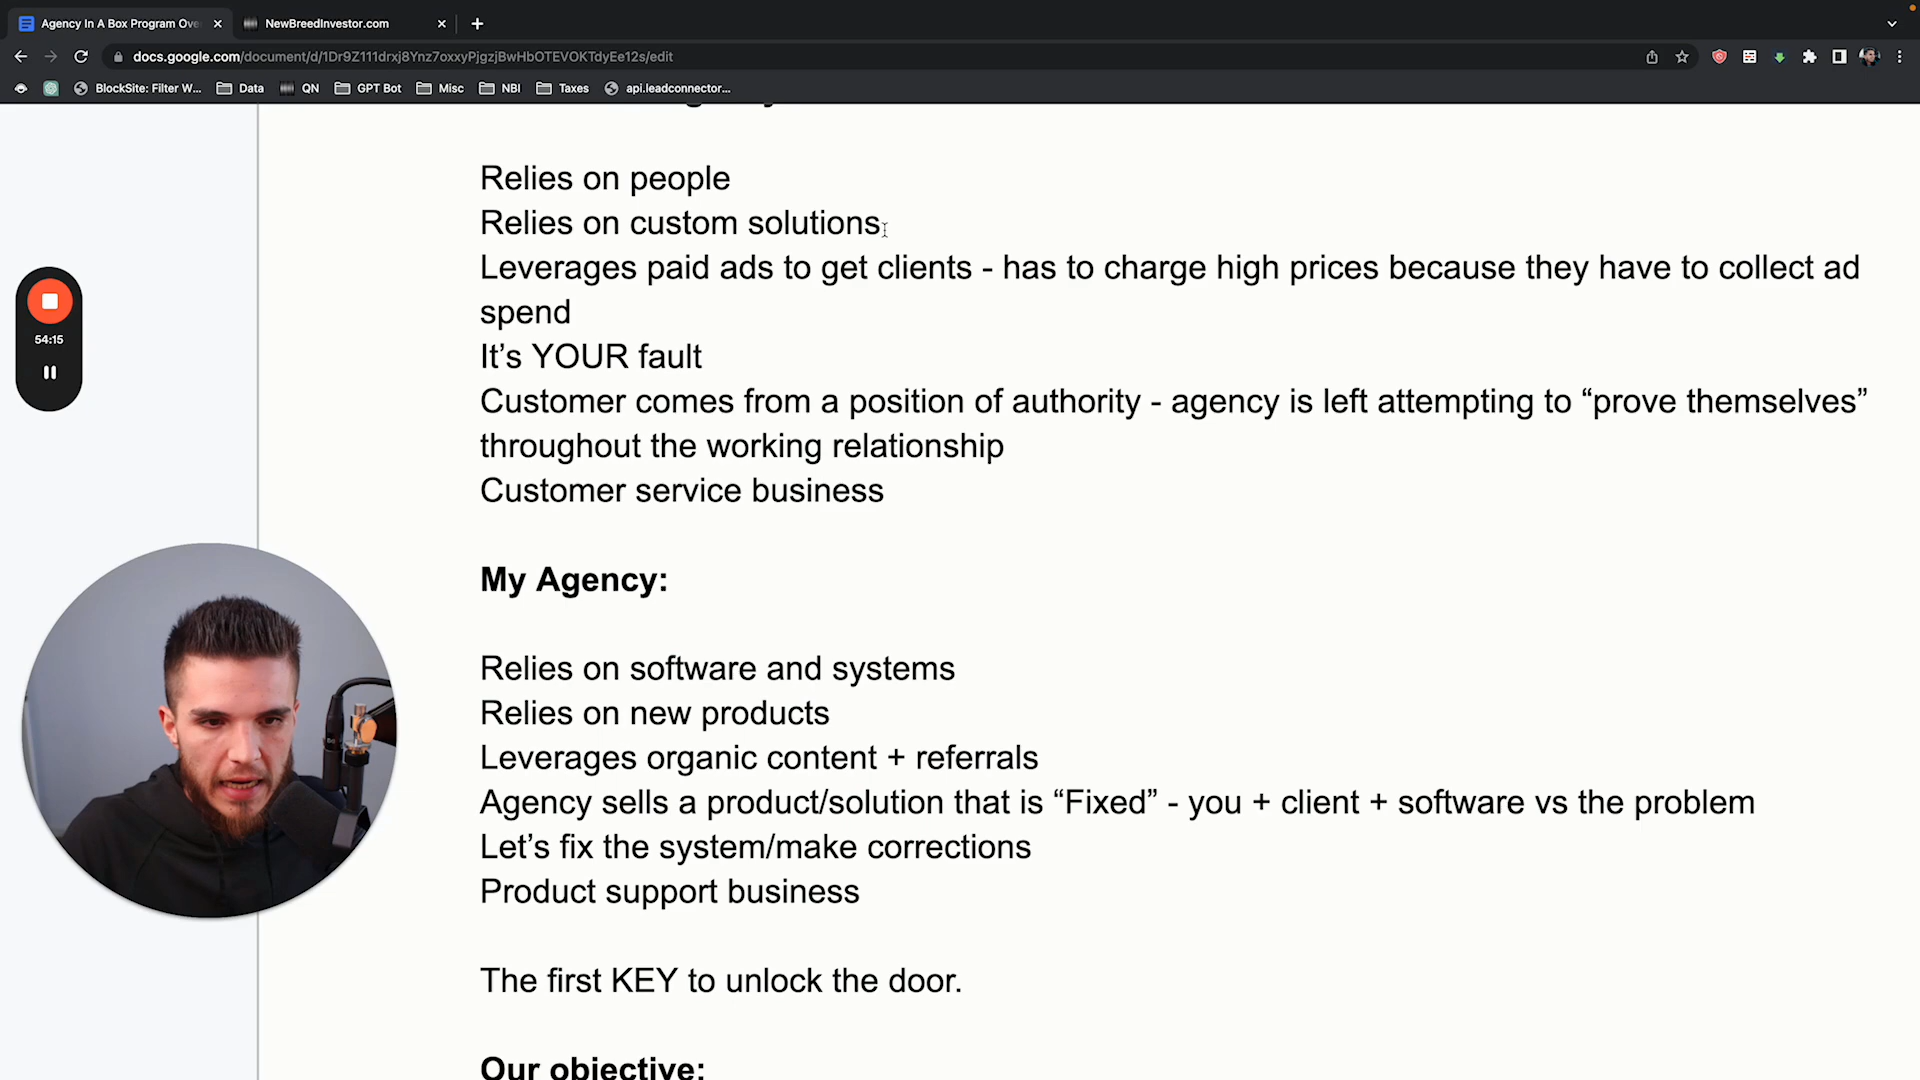 Agency In A Box Program Ove
NewBreedInvestor.com
docs.google.com/document/d/1Dr9Z111drxj8Ynz7oxxyPjgzjBwHbOTEVOKTdyEe12s/edit
BlockSite: Filter W...
Data
QN
GPT Bot
Misc
NBI
Taxes
api.leadconnector...
Relies on people
Relies on custom solutions
Leverages paid ads to get clients - has to charge high prices because they have to collect ad
spend
54:15
It’s YOUR fault
Customer comes from a position of authority - agency is left attempting to “prove themselves”
throughout the working relationship
Customer service business
My Agency:
Relies on software and systems
Relies on new products
Leverages organic content + referrals
Agency sells a product/solution that is “Fixed” - you + client + software vs the problem
Let’s fix the system/make corrections
Product support business
The first KEY to unlock the door.
Our objective: